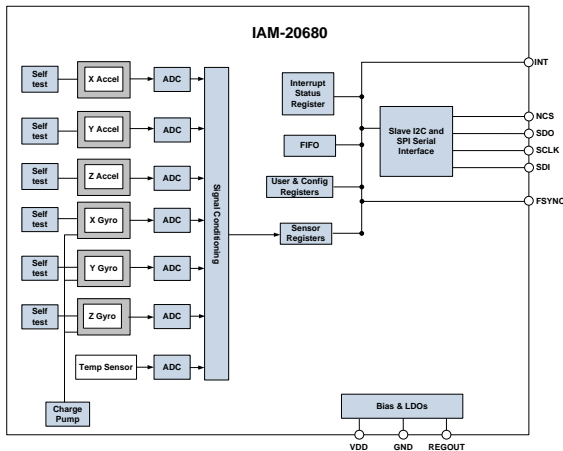 IAM-20680
Self
test
X Accel
ADC
Self
test
Y Accel
ADC
Self
test
Z Accel
ADC
Self
test
X Gyro
ADC
Self
test
Y Gyro
ADC
Self
test
Z Gyro
ADC
Temp Sensor
ADC
Charge
Pump
Signal Conditioning
Interrupt
Status
Register
FIFO
User & Config
Registers
Sensor
Registers
Slave I2C and
SPI Serial
Interface
INT
NCS
SDO
SCLK
SDI
FSYNC
Bias & LDOs
VDD
GND
REGOUT